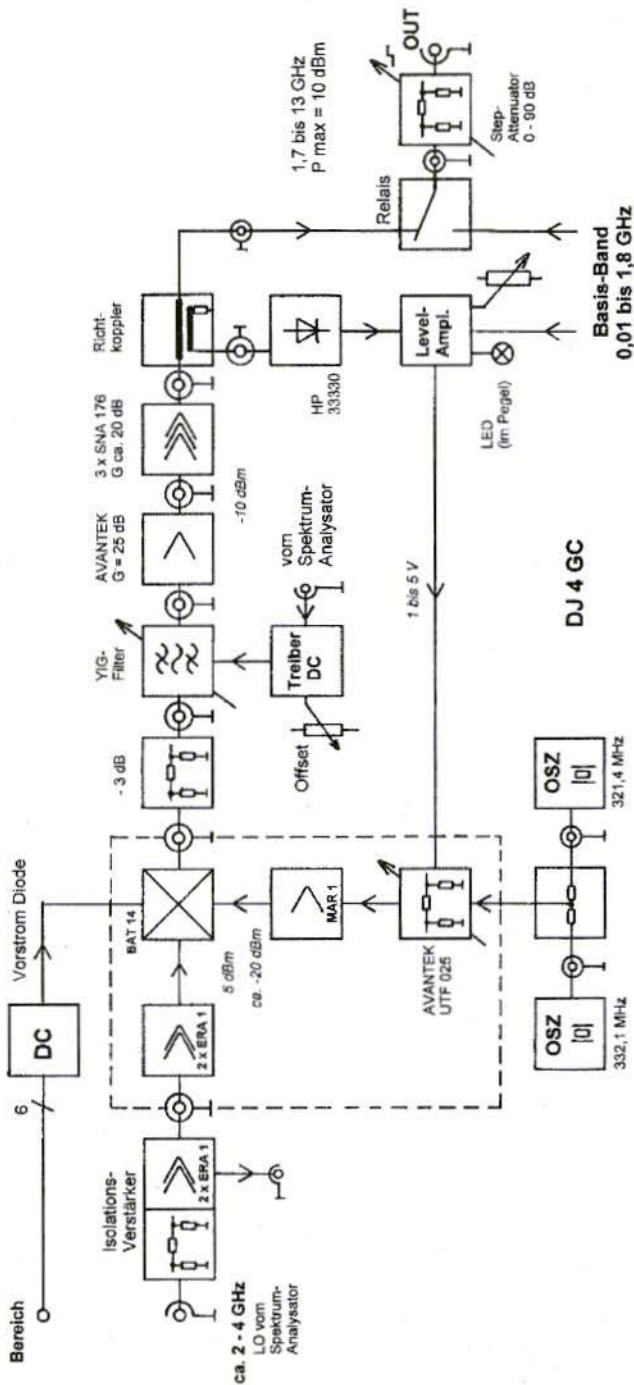 Bereich
6
DC
Vorstrom Diode
ca. 2 - 4 GHz
LO vom
Spektrum-
Analysator
Isolations-
Verstärker
2 x ERA 1
2 x ERA 1
BAT 14
5 dBm
ca. -20 dBm
MAR 1
AVANTEK
UTF 025
OSZ
332,1 MHz
OSZ
321,4 MHz
- 3 dB
YIG-
Filter
Treiber
DC
Offset
vom
Spektrum-
Analysator
AVANTEK
G = 25 dB
3 x SNA 176
G ca. 20 dB
-10 dBm
Richt-
koppler
HP
33330
Level-
Ampl.
LED
(im Pegel)
1 bis 5 V
DJ 4 GC
Basis-Band
0,01 bis 1,8 GHz
Relais
1,7 bis 13 GHz
P max = 10 dBm
Step-
Attenuator
0 - 90 dB
OUT